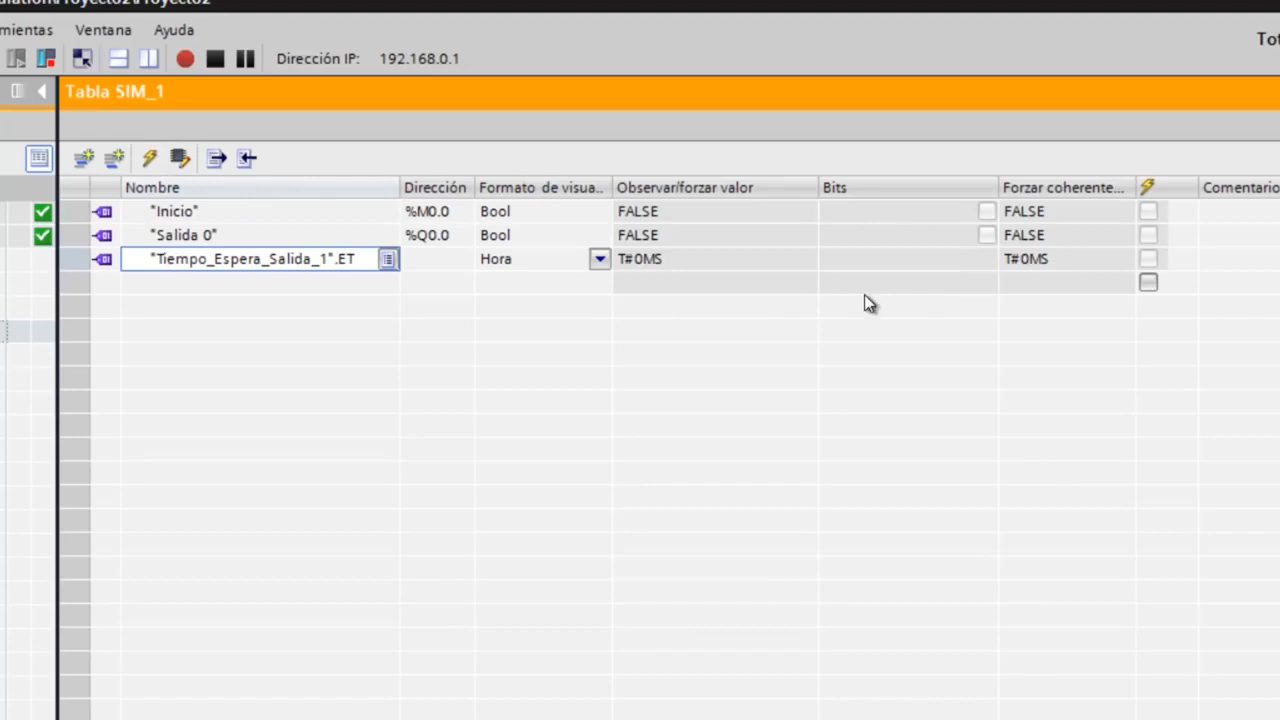 Ventana Ayuda
Dirección IP: 192.168.0.1
Tabla SIM_1
Nombre Dirección Formato de visua... Observar/forzar valor Bits Forzar coherente... Comentario
"Inicio" %M0.0 Bool FALSE FALSE
"Salida 0" %Q0.0 Bool FALSE FALSE
"Tiempo_Espera_Salida_1".ET Hora T#0MS T#0MS